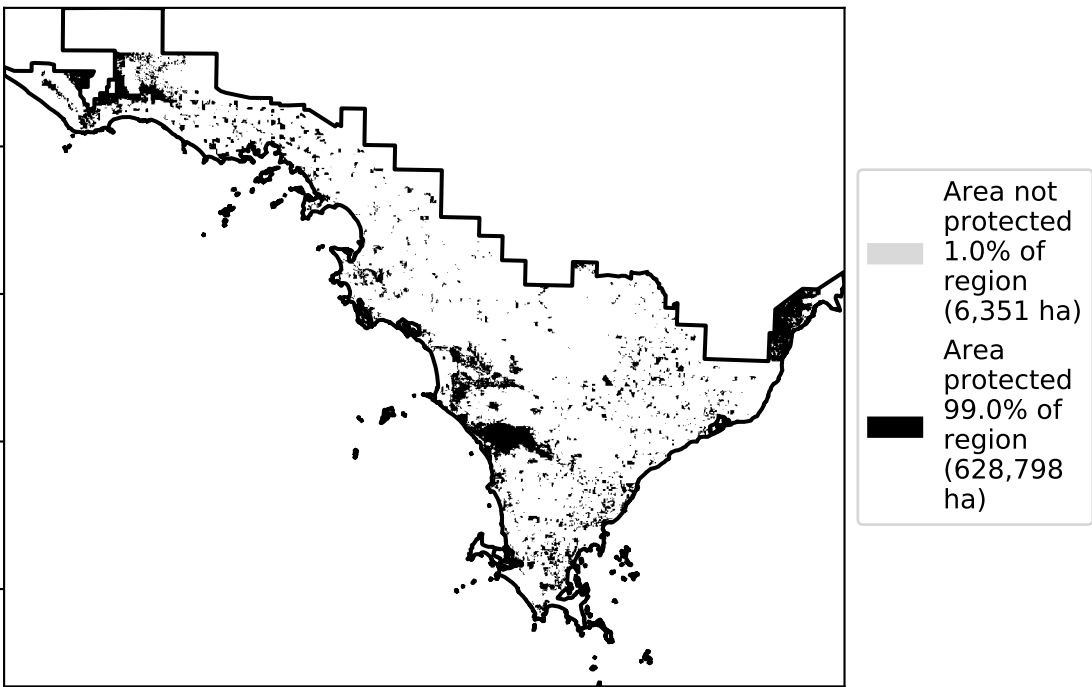 Area not
protected
1.0% of
region
(6,351 ha)
Area
protected
99.0% of
region
(628,798
ha)